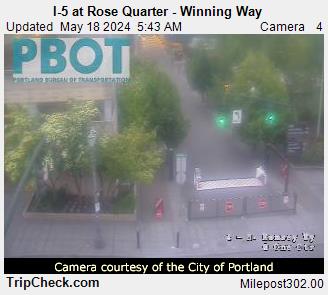 I-5 at Rose Quarter - Winning Way
Updated May 18 2024 5:43 AM Camera 4
PBOT
PORTLAND BUREAU OF TRANSPORTATION
Camera courtesy of the City of Portland
TripCheck.com Milepost302.00